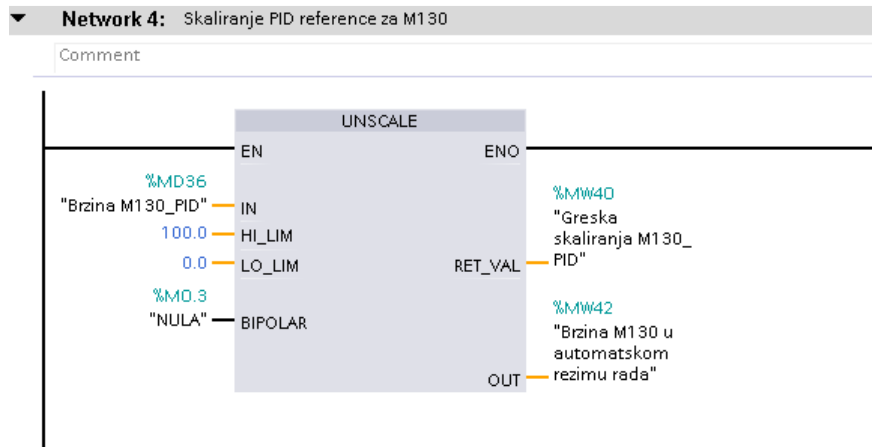 Network 4: Skaliranje PID reference za M130
Comment
UNSCALE
EN ENO
%MD36
"Brzina M130_PID" IN
100.0 HI_LIM
0.0 LO_LIM
%M0.3
"NULA" BIPOLAR
%MW40
"Greska
skaliranja M130_
RET_VAL PID"
%MW42
"Brzina M130 u
automatskom
OUT rezimu rada"